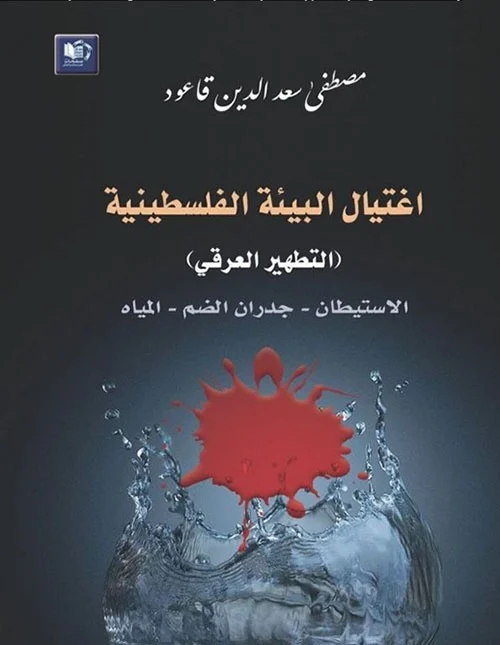 مصطفى سعد الدين قاعود
اغتيال البيئة الفلسطينية
(التطهير العرقي)
الاستيطان - جدران الضم - المياه